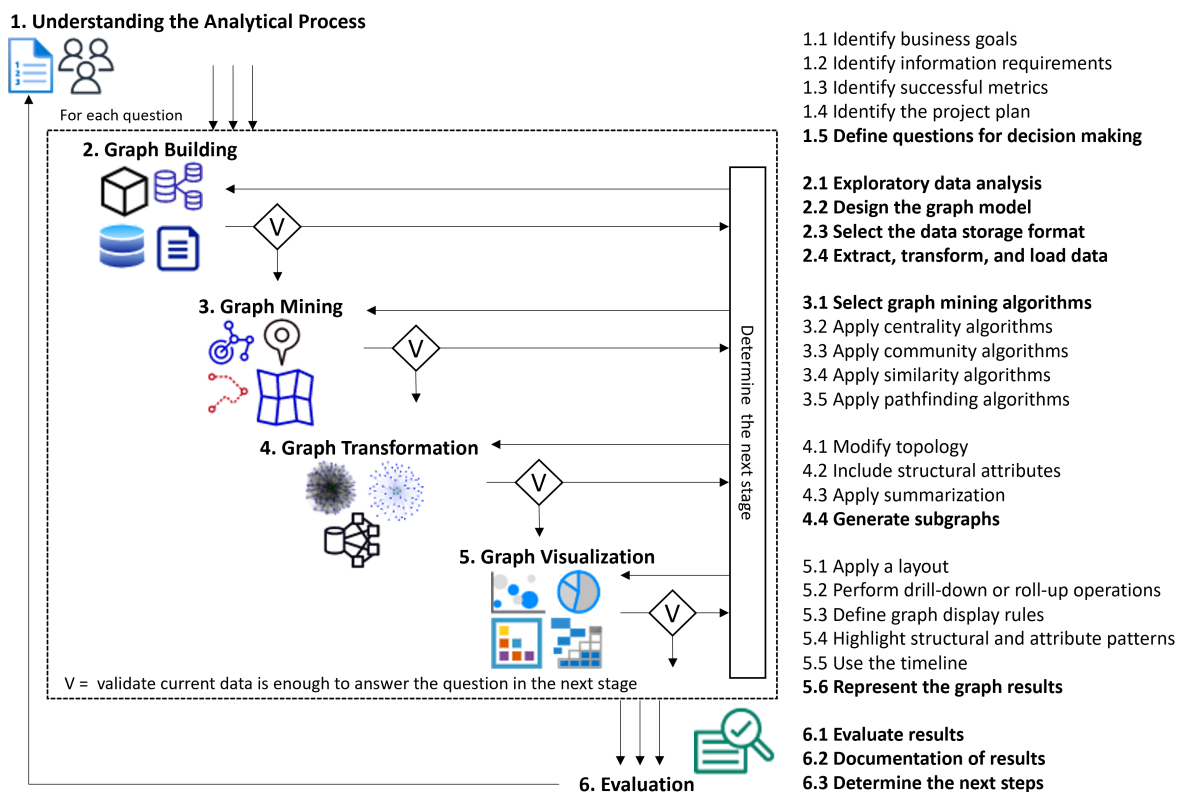 1. Understanding the Analytical Process
1
2
3
For each question
2. Graph Building
V
3. Graph Mining
V
4. Graph Transformation
V
5. Graph Visualization
V
Determine the next stage
V = validate current data is enough to answer the question in the next stage
6. Evaluation
1.1 Identify business goals
1.2 Identify information requirements
1.3 Identify successful metrics
1.4 Identify the project plan
1.5 Define questions for decision making
2.1 Exploratory data analysis
2.2 Design the graph model
2.3 Select the data storage format
2.4 Extract, transform, and load data
3.1 Select graph mining algorithms
3.2 Apply centrality algorithms
3.3 Apply community algorithms
3.4 Apply similarity algorithms
3.5 Apply pathfinding algorithms
4.1 Modify topology
4.2 Include structural attributes
4.3 Apply summarization
4.4 Generate subgraphs
5.1 Apply a layout
5.2 Perform drill-down or roll-up operations
5.3 Define graph display rules
5.4 Highlight structural and attribute patterns
5.5 Use the timeline
5.6 Represent the graph results
6.1 Evaluate results
6.2 Documentation of results
6.3 Determine the next steps